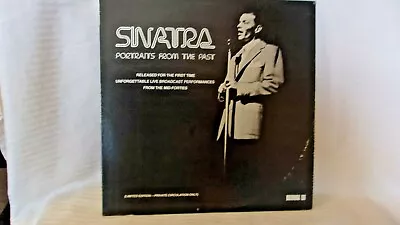 SINATRA
PORTRAITS FROM THE PAST
RELEASED FOR THE FIRST TIME
UNFORGETTABLE LIVE BROADCAST PERFORMANCES
FROM THE MID-FORTIES
(LIMITED EDITION—PRIVATE CIRCULATION ONLY)